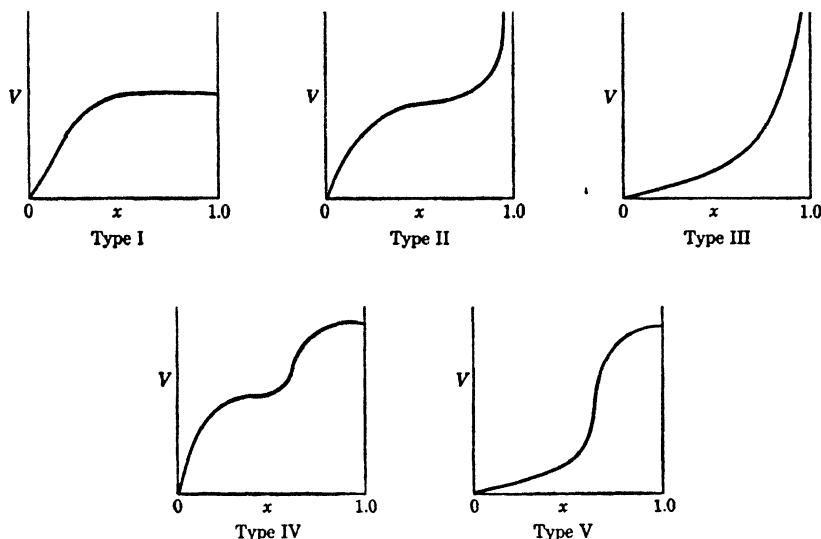 V V V
0 x 1.0 0 x 1.0 0 x 1.0
Type I Type II Type III
V V
0 x 1.0 0 x 1.0
Type IV Type V